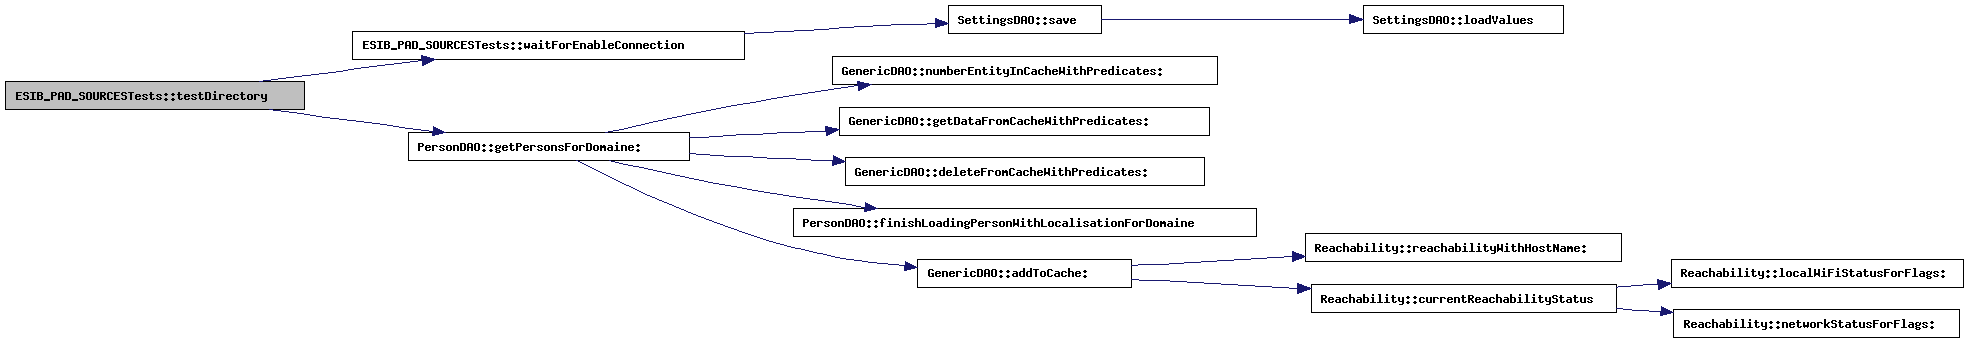 SettingsDAO::save
SettingsDAO::loadValues
ESIB_PAD_SOURCESTests::waitForEnableConnection
GenericDAO::numberEntityInCacheWithPredicates:
ESIB_PAD_SOURCESTests::testDirectory
GenericDAO::getDataFromCacheWithPredicates:
PersonDAO::getPersonsForDomaine:
GenericDAO::deleteFromCacheWithPredicates:
PersonDAO::finishLoadingPersonWithLocalisationForDomaine
Reachability::reachabilityWithHostName:
GenericDAO::addToCache:
Reachability::localWiFiStatusForFlags:
Reachability::currentReachabilityStatus
Reachability::networkStatusForFlags: